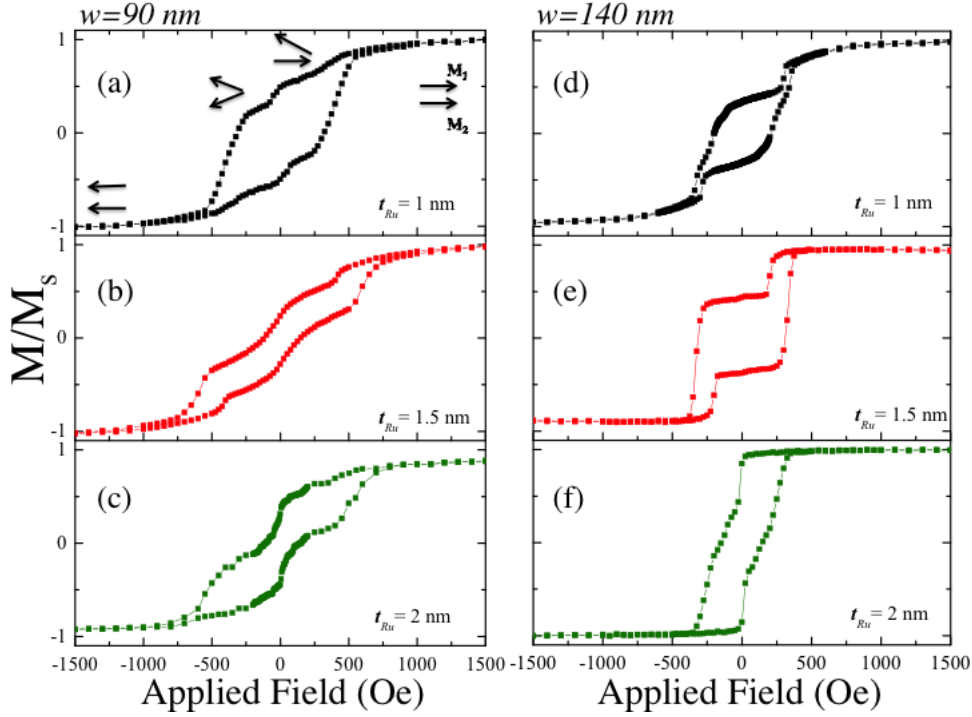 w=90 nm
w=140 nm
(a)
M₁
M₂
t_Ru = 1 nm
1
0
-1
(d)
t_Ru = 1 nm
(b)
t_Ru = 1.5 nm
1
0
-1
(e)
t_Ru = 1.5 nm
(c)
t_Ru = 2 nm
1
0
-1
(f)
t_Ru = 2 nm
M/Mₛ
-1500 -1000 -500 0 500 1000 1500
-1500 -1000 -500 0 500 1000 1500
Applied Field (Oe)
Applied Field (Oe)